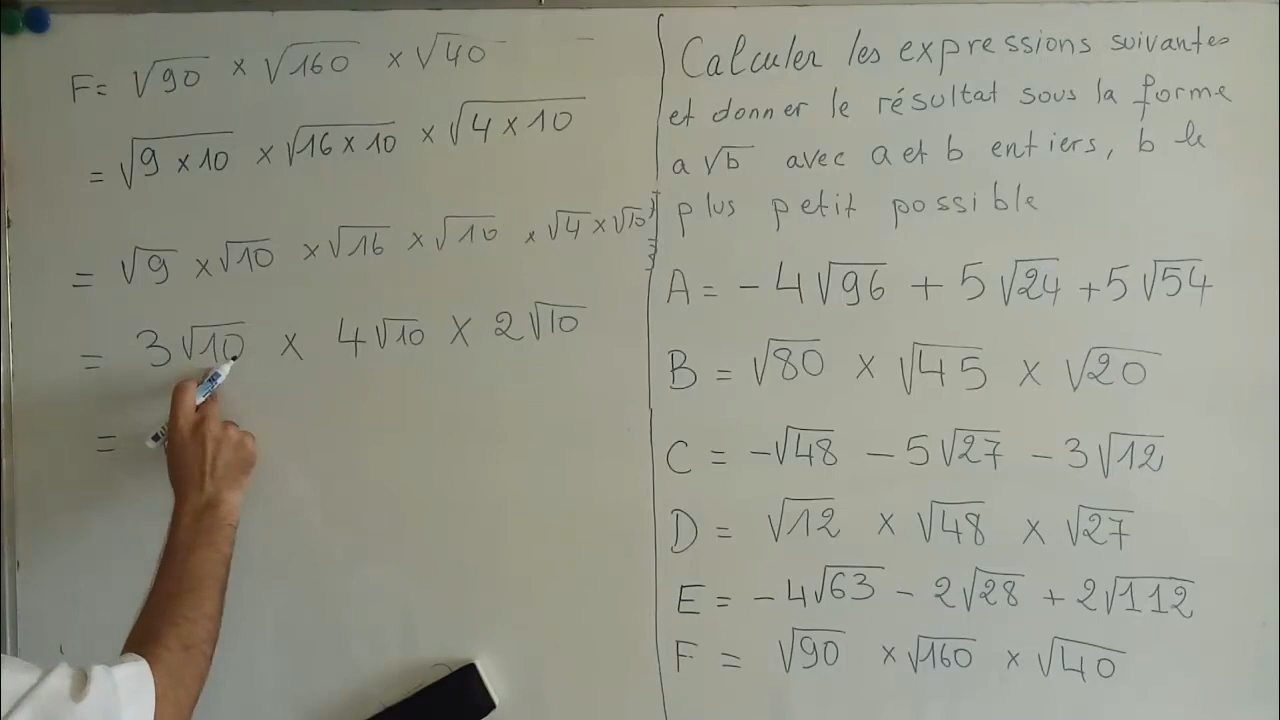 F = √90 × √160 × √40
= √9 × 10 × √16 × 10 × √4 × 10
= √9 × √10 × √16 × √10 × √4 × √10
= 3√10 × 4√10 × 2√10
=
Calculer les expressions suivantes
et donner le résultat sous la forme
a √b avec a et b entiers, b le
plus petit possible
A = - 4√96 + 5√24 + 5√54
B = √80 × √45 × √20
C = -√48 - 5√27 - 3√12
D = √12 × √48 × √27
E = -4√63 - 2√28 + 2√112
F = √90 × √160 × √40